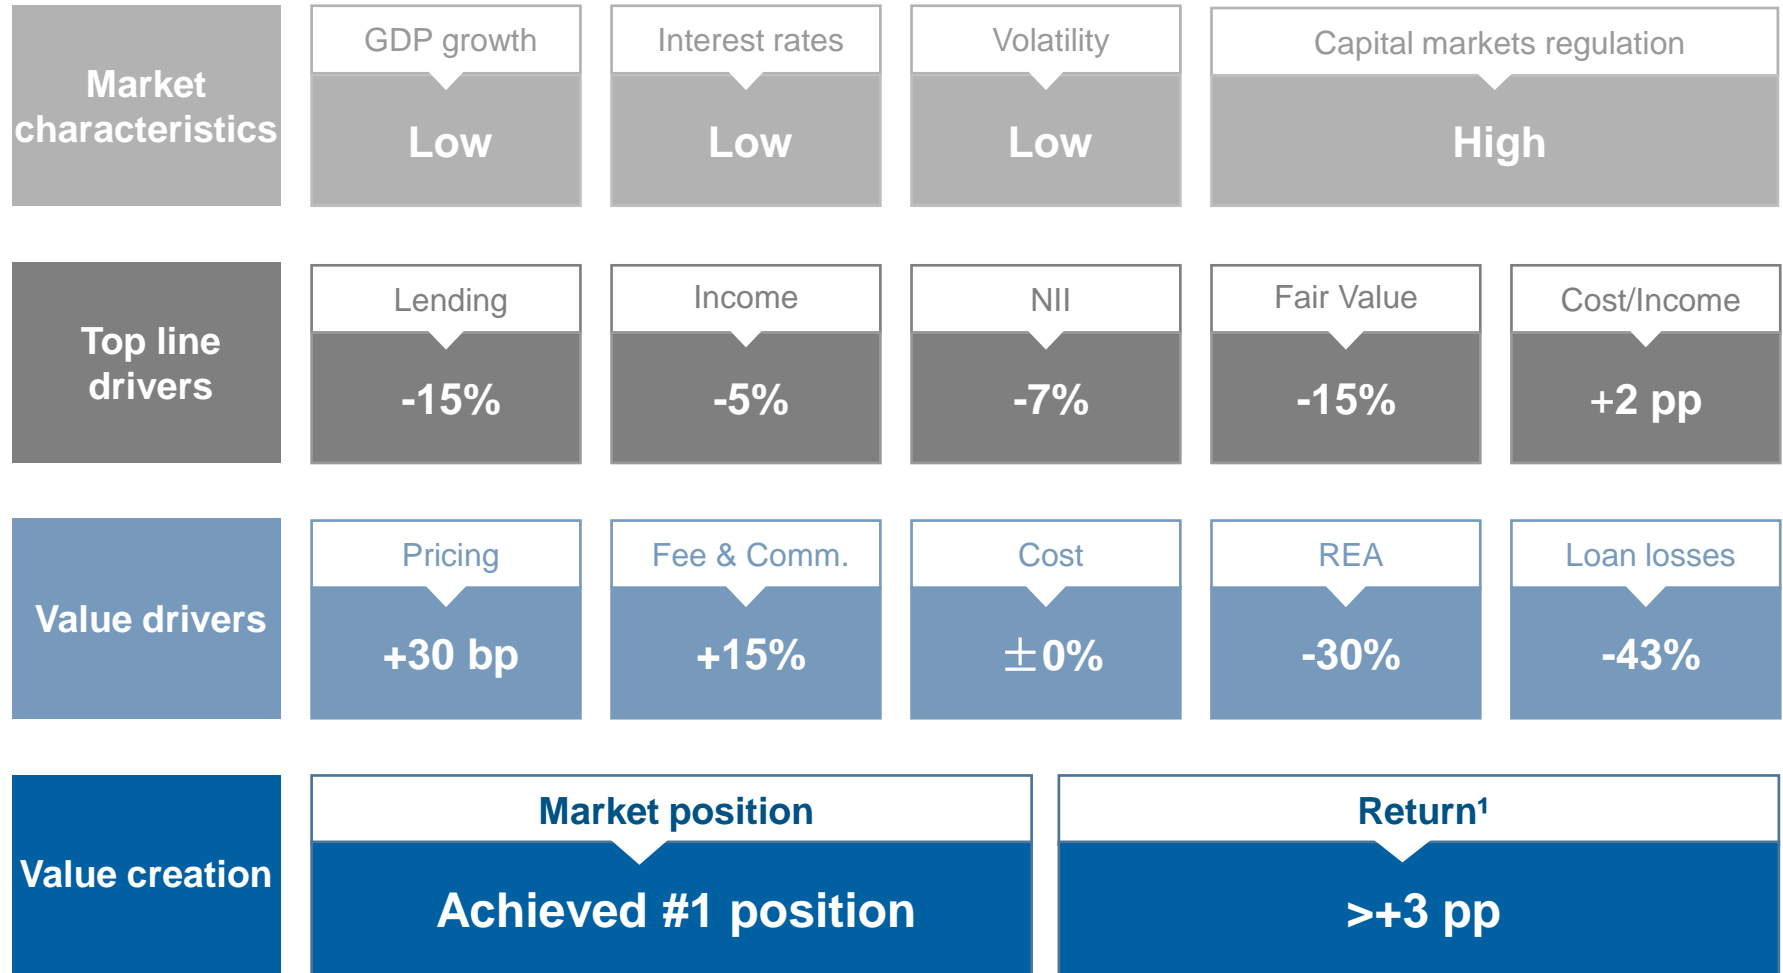 Market
characteristics
GDP growth
Low
Interest rates
Low
Volatility
Low
Capital markets regulation
High
Top line
drivers
Lending
-15%
Income
-5%
NII
-7%
Fair Value
-15%
Cost/Income
+2 pp
Value drivers
Pricing
+30 bp
Fee & Comm.
+15%
Cost
±0%
REA
-30%
Loan losses
-43%
Value creation
Market position
Achieved #1 position
Return¹
>+3 pp